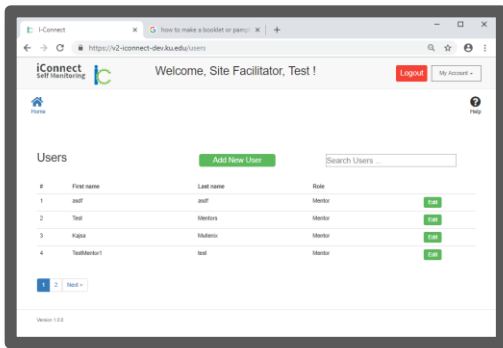 I-Connect
how to make a booklet or pamp
https://v2-iconnect-dev.ku.edu/users
iConnect
Self Monitoring
Welcome, Site Facilitator, Test !
Logout
My Account
Home
Help
Users
Add New User
Search Users ...
# First name Last name Role
1 asdf asdf Mentor Edit
2 Test Mentors Mentor Edit
3 Kajsa Mullenix Mentor Edit
4 TestMentor1 test Mentor Edit
1 2 Next »
Version 1.0.0